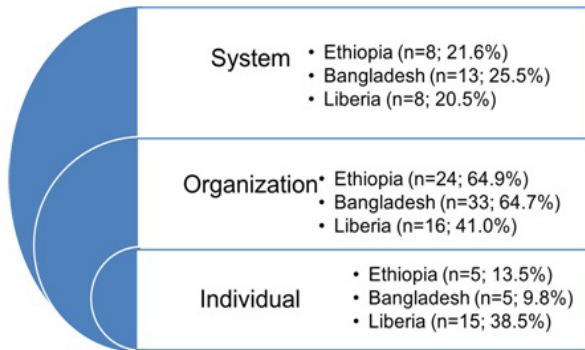 System
• Ethiopia (n=8; 21.6%)
• Bangladesh (n=13; 25.5%)
• Liberia (n=8; 20.5%)
Organization
• Ethiopia (n=24; 64.9%)
• Bangladesh (n=33; 64.7%)
• Liberia (n=16; 41.0%)
Individual
• Ethiopia (n=5; 13.5%)
• Bangladesh (n=5; 9.8%)
• Liberia (n=15; 38.5%)